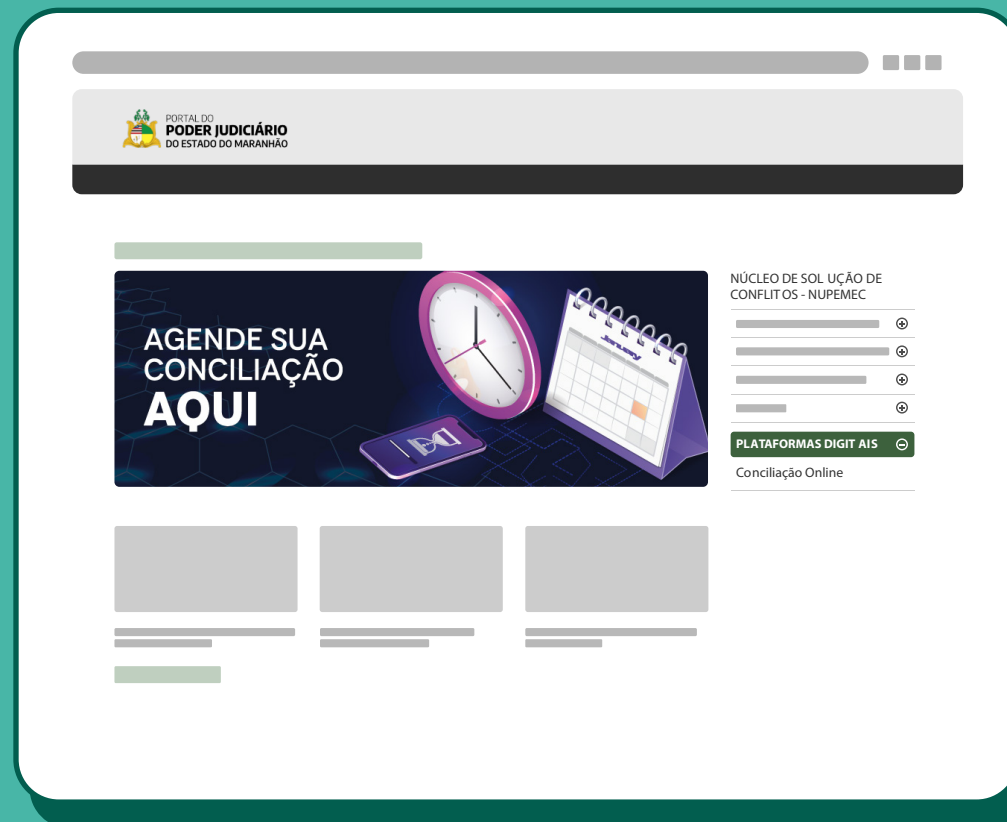 PORTAL DO
PODER JUDICIÁRIO
DO ESTADO DO MARANHÃO
AGENDE SUA
CONCILIAÇÃO
AQUI
January
NÚCLEO DE SOL UÇÃO DE
CONFLIT OS - NUPEMEC
PLATAFORMAS DIGIT AIS
Conciliação Online